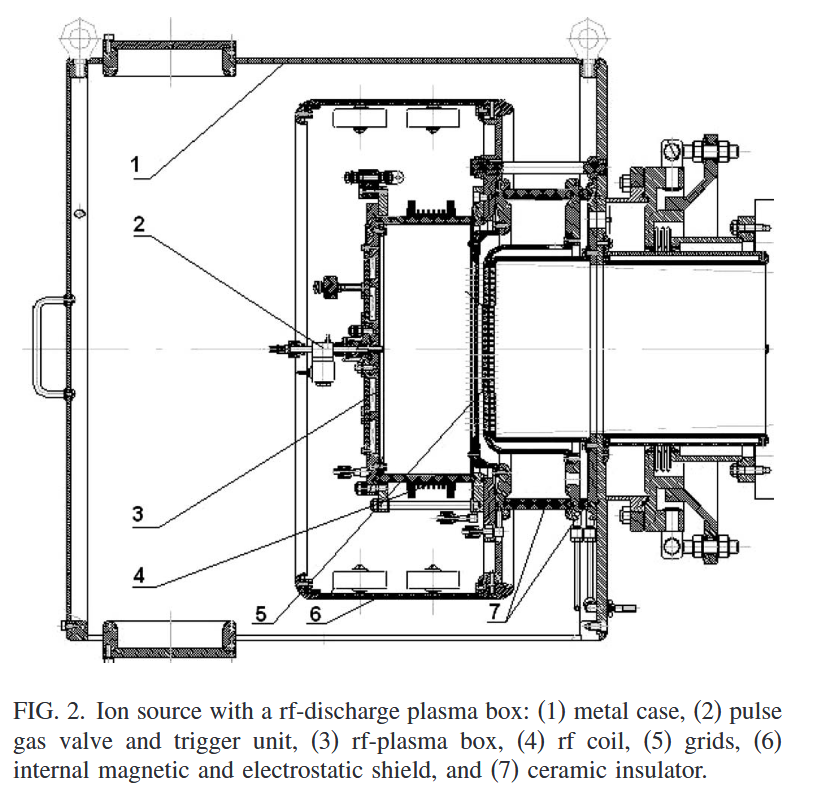 1
2
3
4
5
6
7
FIG. 2. Ion source with a rf-discharge plasma box: (1) metal case, (2) pulse
gas valve and trigger unit, (3) rf-plasma box, (4) rf coil, (5) grids, (6)
internal magnetic and electrostatic shield, and (7) ceramic insulator.